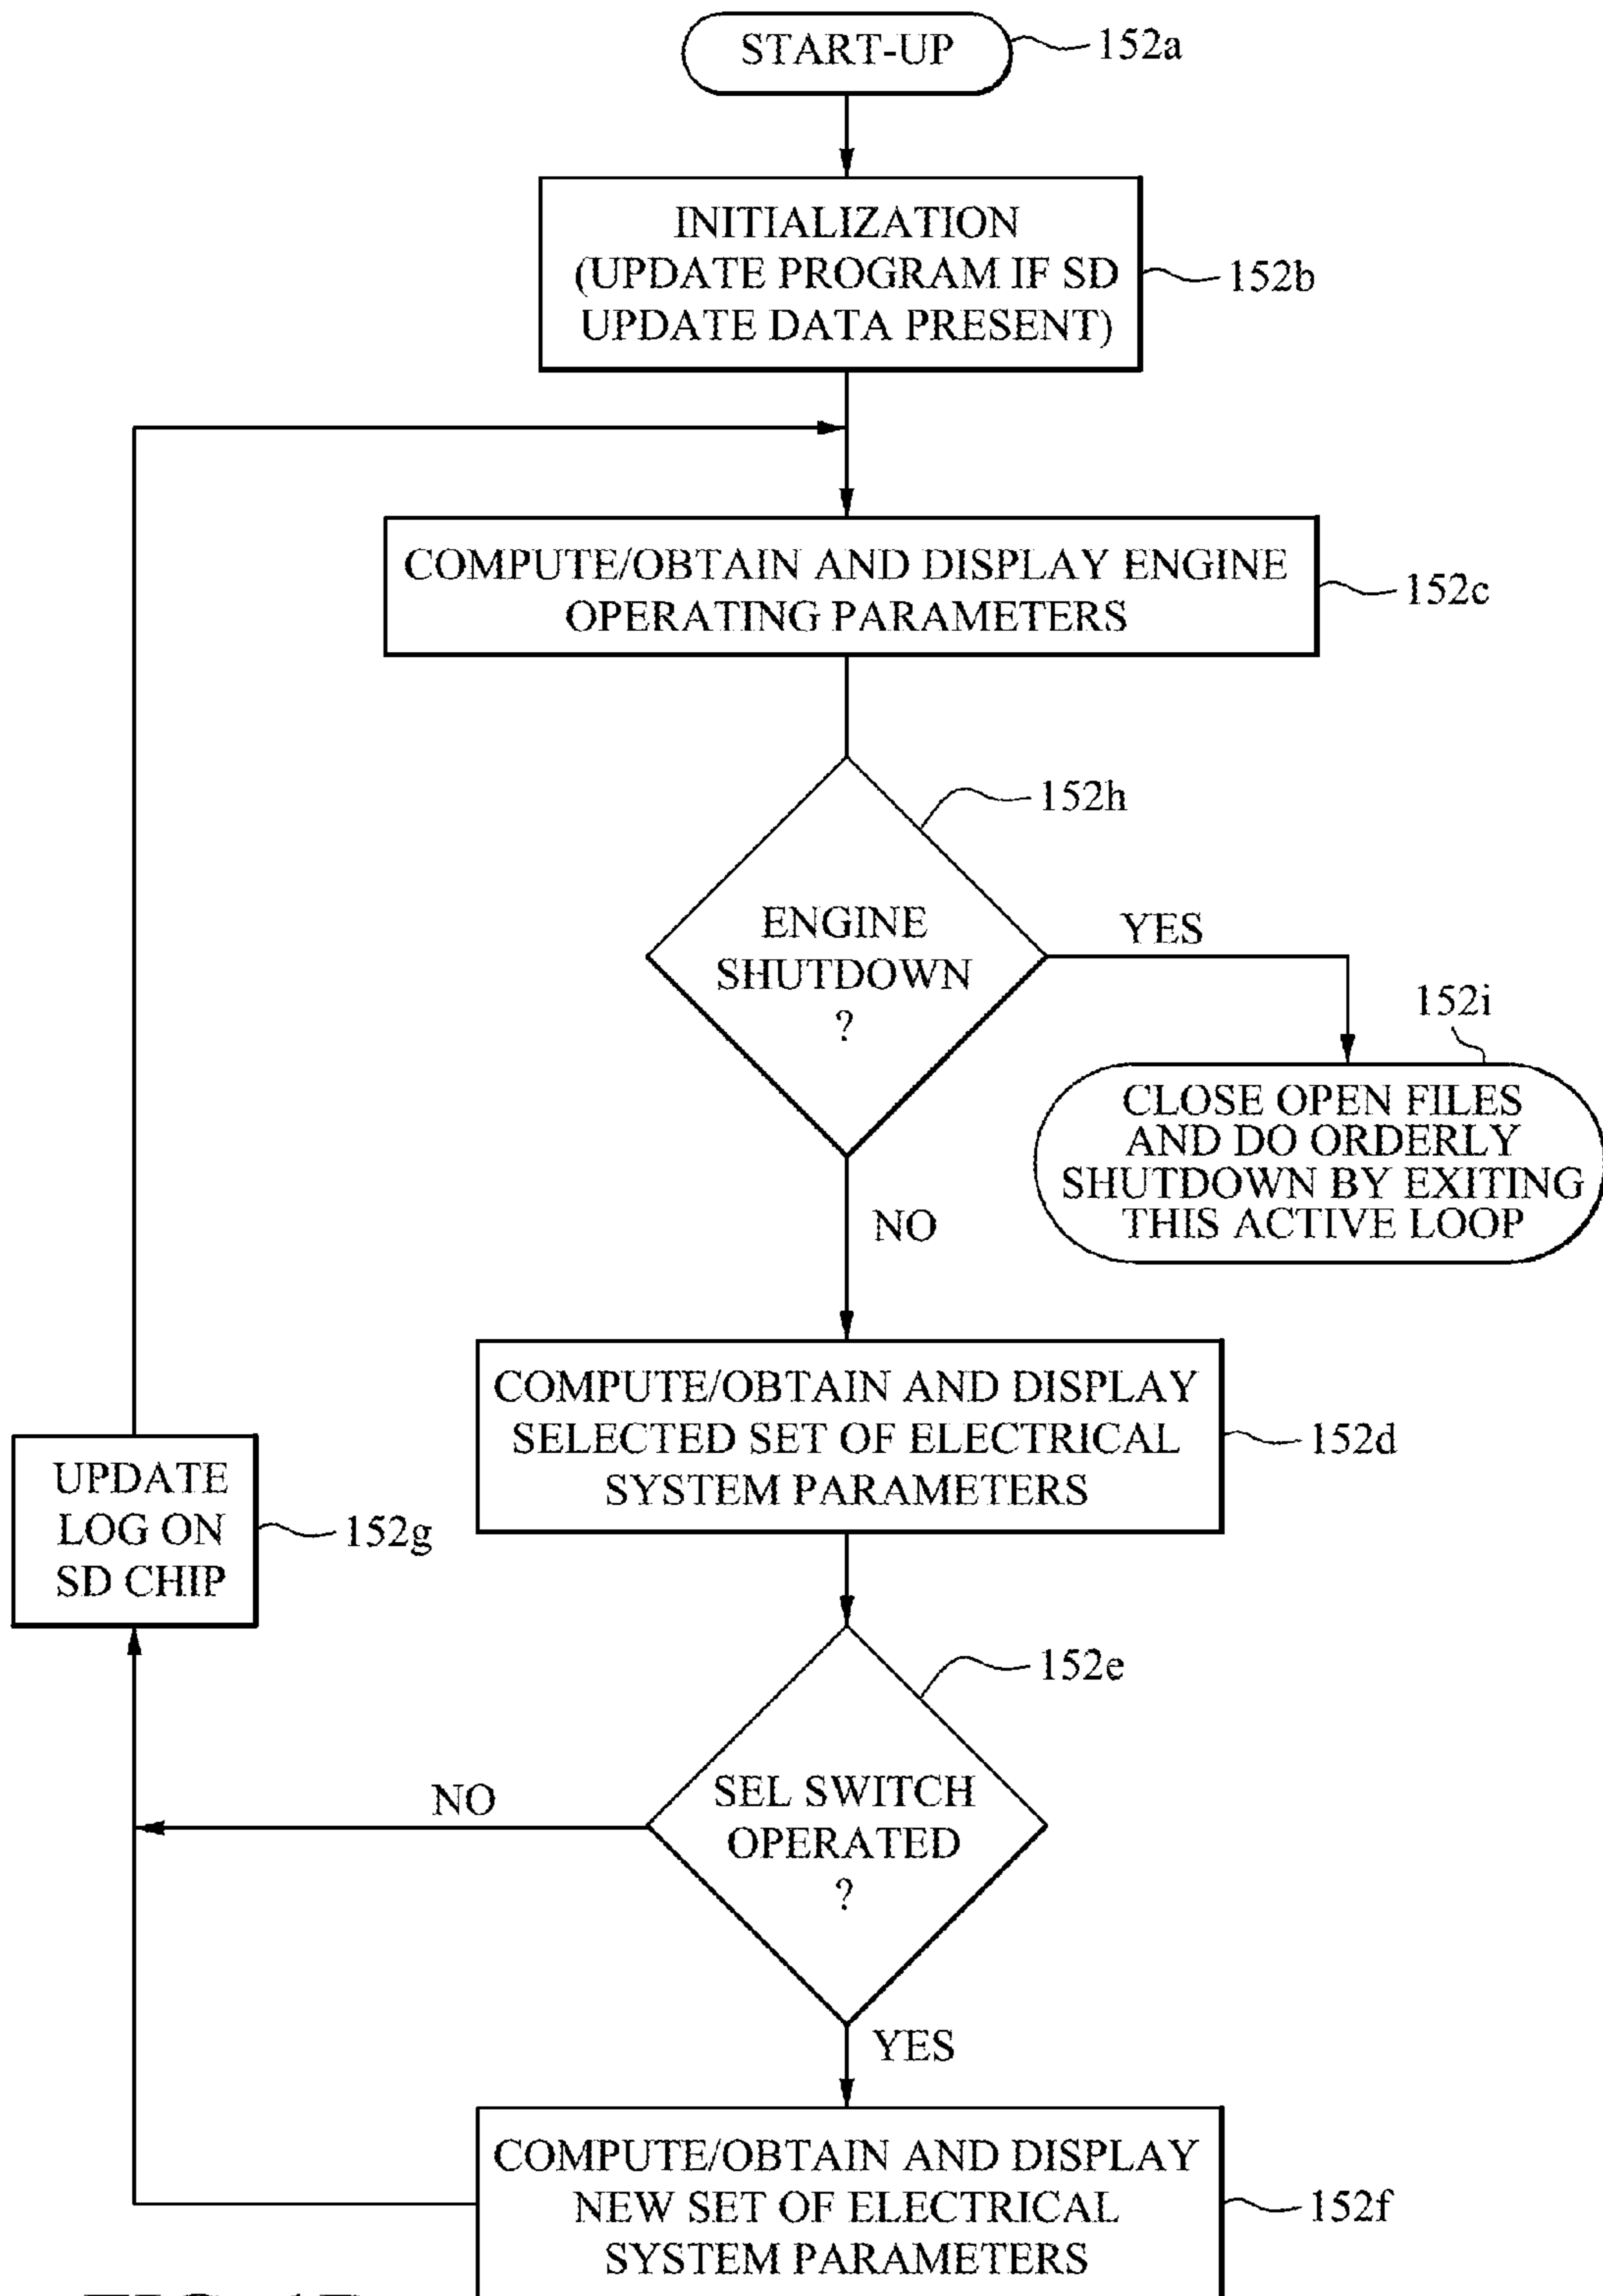 START-UP
152a
INITIALIZATION
(UPDATE PROGRAM IF SD
UPDATE DATA PRESENT)
152b
COMPUTE/OBTAIN AND DISPLAY ENGINE
OPERATING PARAMETERS
152c
152h
ENGINE
SHUTDOWN
?
YES
152i
CLOSE OPEN FILES
AND DO ORDERLY
SHUTDOWN BY EXITING
THIS ACTIVE LOOP
NO
COMPUTE/OBTAIN AND DISPLAY
SELECTED SET OF ELECTRICAL
SYSTEM PARAMETERS
152d
UPDATE
LOG ON
SD CHIP
152g
152e
SEL SWITCH
OPERATED
?
NO
YES
COMPUTE/OBTAIN AND DISPLAY
NEW SET OF ELECTRICAL
SYSTEM PARAMETERS
152f